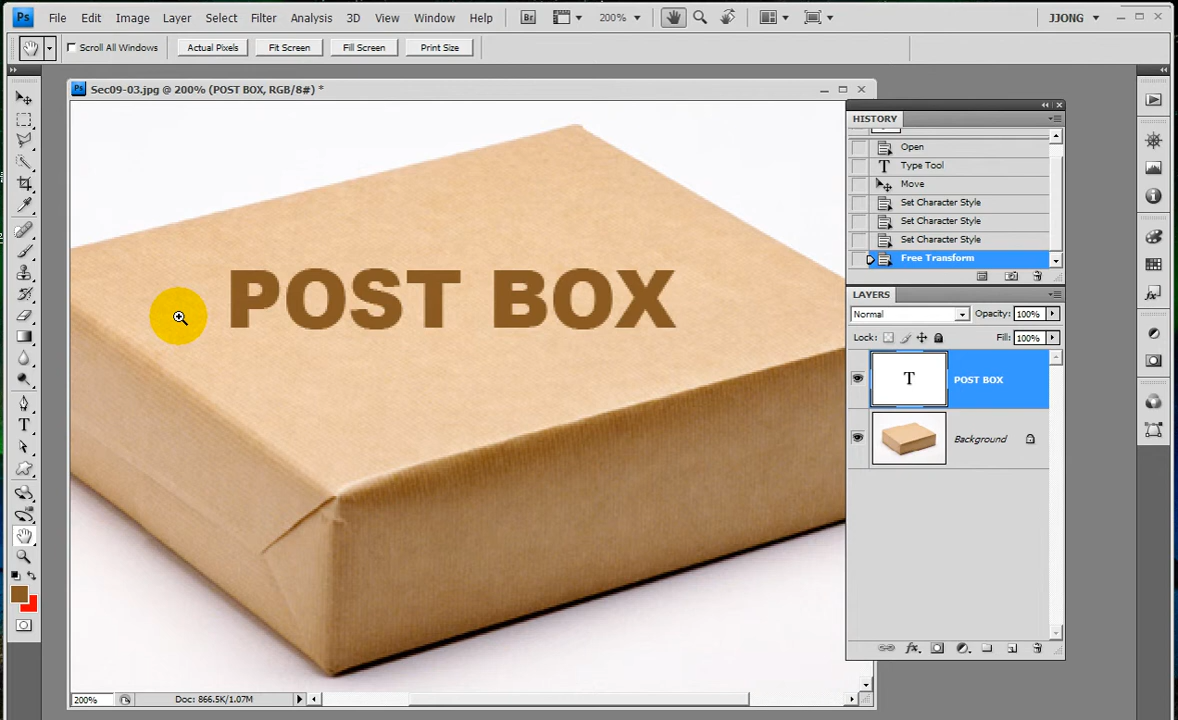 Ps File Edit Image Layer Select Filter Analysis 3D View Window Help Br 200% JJONG
Scroll All Windows Actual Pixels Fit Screen Fill Screen Print Size
Ps Sec09-03.jpg @ 200% (POST BOX, RGB/8#) *
HISTORY
Open
T Type Tool
Move
Set Character Style
Set Character Style
Set Character Style
Free Transform
LAYERS
Normal Opacity: 100%
Lock: Fill: 100%
T POST BOX
Background
POST BOX
T
fx.
200% Doc: 866.5K/1.07M